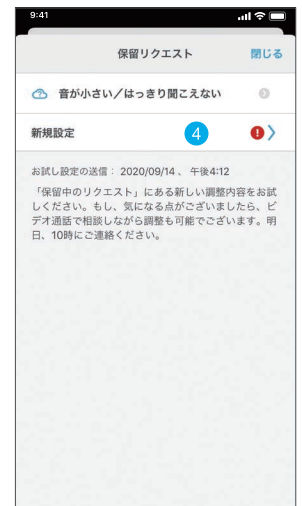 9:41
保留リクエスト 閉じる
音が小さい／はっきり聞こえない
新規設定 4
お試し設定の送信： 2020/09/14 、 午後4:12
「保留中のリクエスト」にある新しい調整内容をお試
しください。もし、気になる点がございましたら、ビ
デオ通話で相談しながら調整も可能でございます。明
日、10時にご連絡ください。